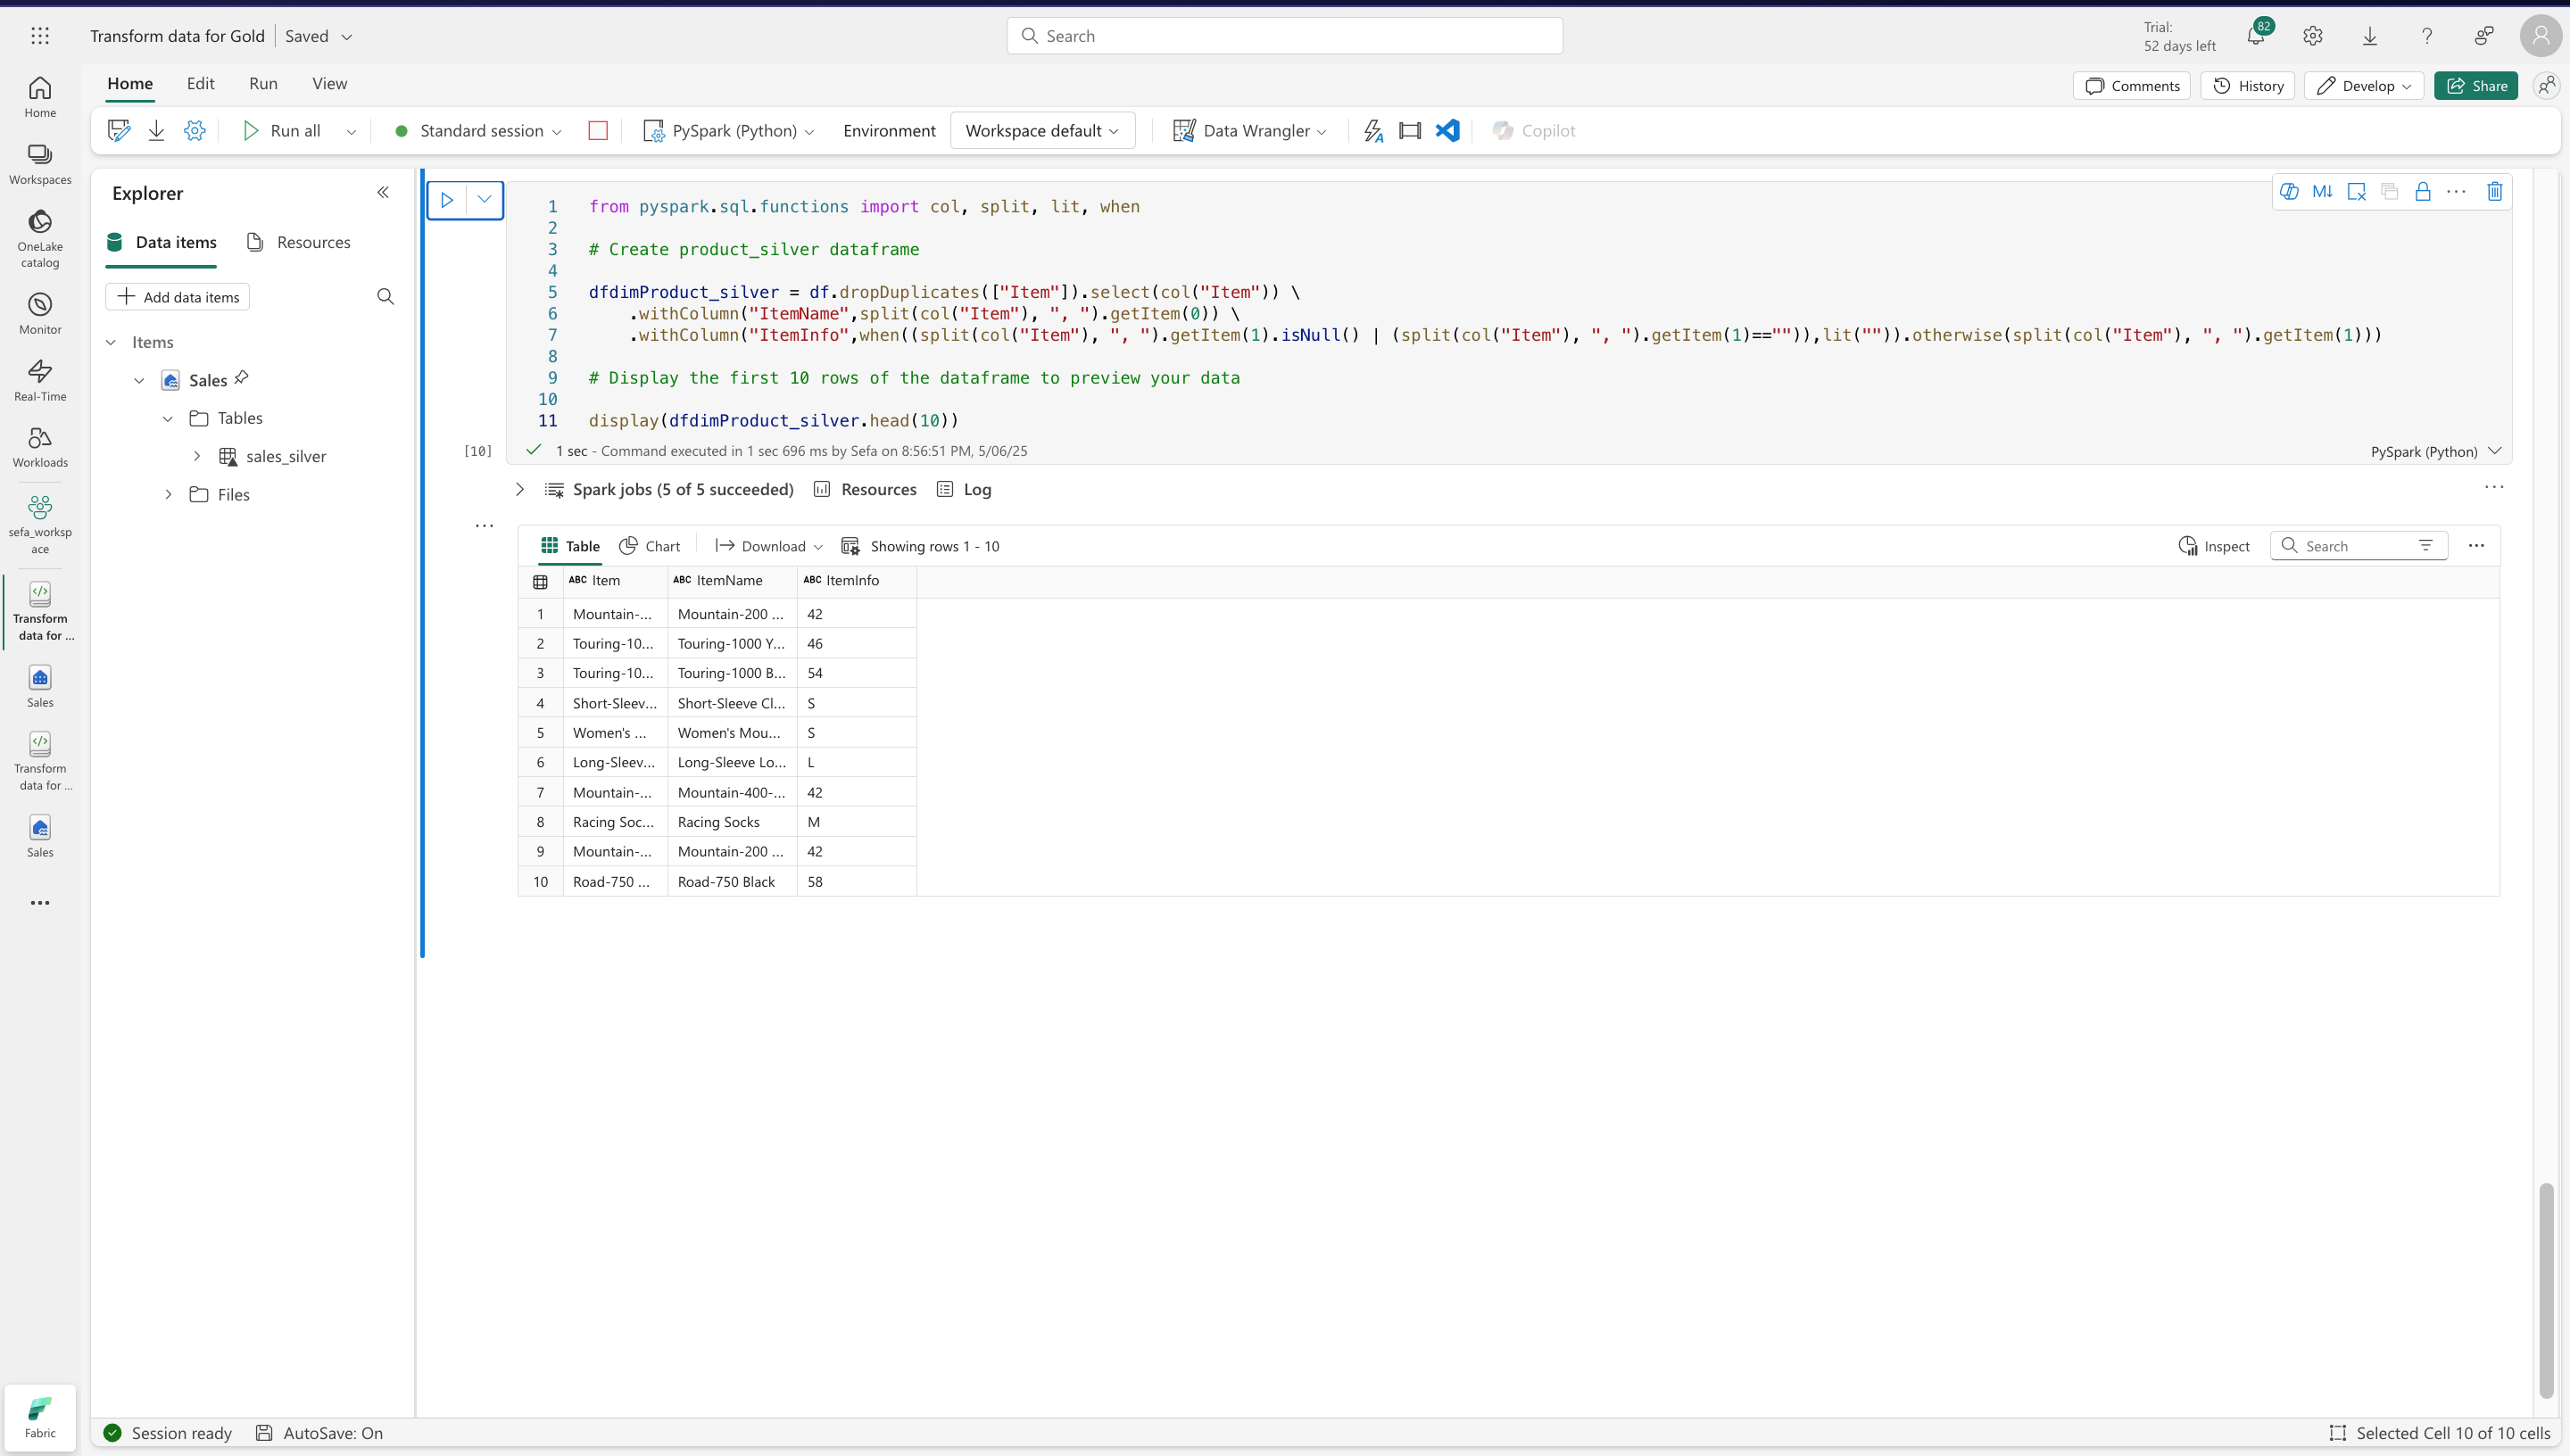 Transform data for Gold
Saved
Search
Trial:
52 days left
82
Home
Edit
Run
View
Comments
History
Develop
Share
Run all
Standard session
PySpark (Python)
Environment
Workspace default
Data Wrangler
Copilot
Home
Workspaces
OneLake
catalog
Monitor
Real-Time
Workloads
sefa_worksp
ace
Transform
data for ...
Sales
Transform
data for ...
Sales
Fabric
Explorer
Data items
Resources
Add data items
Items
Sales
Tables
sales_silver
Files
M↓
1 from pyspark.sql.functions import col, split, lit, when
2
3 # Create product_silver dataframe
4
5 dfdimProduct_silver = df.dropDuplicates(["Item"]).select(col("Item")) \
6 .withColumn("ItemName",split(col("Item"), ", ").getItem(0)) \
7 .withColumn("ItemInfo",when((split(col("Item"), ", ").getItem(1).isNull() | (split(col("Item"), ", ").getItem(1)=="")),lit("")).otherwise(split(col("Item"), ", ").getItem(1)))
8
9 # Display the first 10 rows of the dataframe to preview your data
10
11 display(dfdimProduct_silver.head(10))
[10]
1 sec - Command executed in 1 sec 696 ms by Sefa on 8:56:51 PM, 5/06/25
PySpark (Python)
Spark jobs (5 of 5 succeeded)
Resources
Log
Table
Chart
Download
Showing rows 1 - 10
Inspect
Search
ABC Item ABC ItemName ABC ItemInfo
1 Mountain-... Mountain-200 ... 42
2 Touring-10... Touring-1000 Y... 46
3 Touring-10... Touring-1000 B... 54
4 Short-Sleev... Short-Sleeve Cl... S
5 Women's ... Women's Mou... S
6 Long-Sleev... Long-Sleeve Lo... L
7 Mountain-... Mountain-400-... 42
8 Racing Soc... Racing Socks M
9 Mountain-... Mountain-200 ... 42
10 Road-750 ... Road-750 Black 58
Session ready
AutoSave: On
Selected Cell 10 of 10 cells